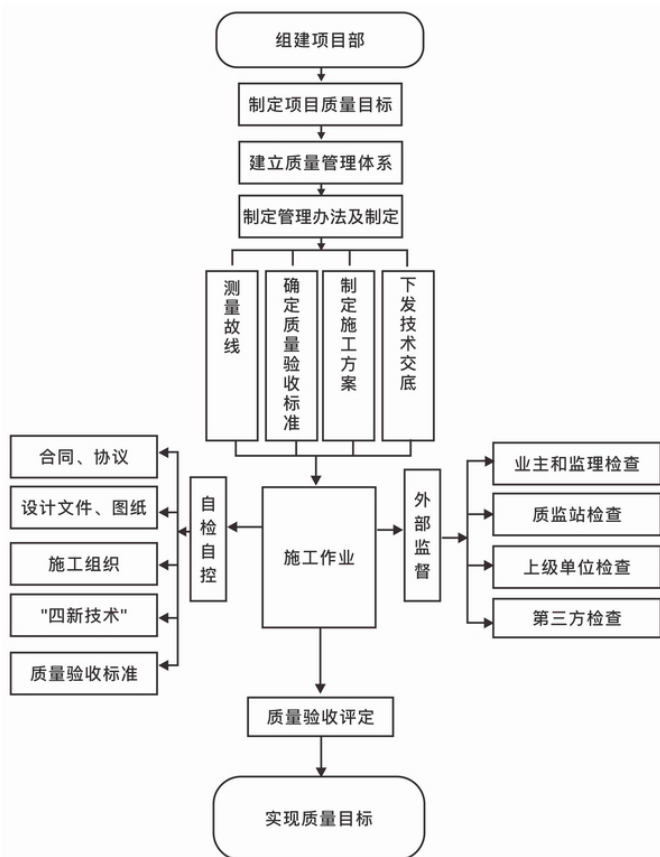 组建项目部
制定项目质量目标
建立质量管理体系
制定管理办法及制定
测量故线
确定质量验收标准
制定施工方案
下发技术交底
合同、协议
设计文件、图纸
施工组织
"四新技术"
质量验收标准
自检自控
施工作业
外部监督
业主和监理检查
质监站检查
上级单位检查
第三方检查
质量验收评定
实现质量目标